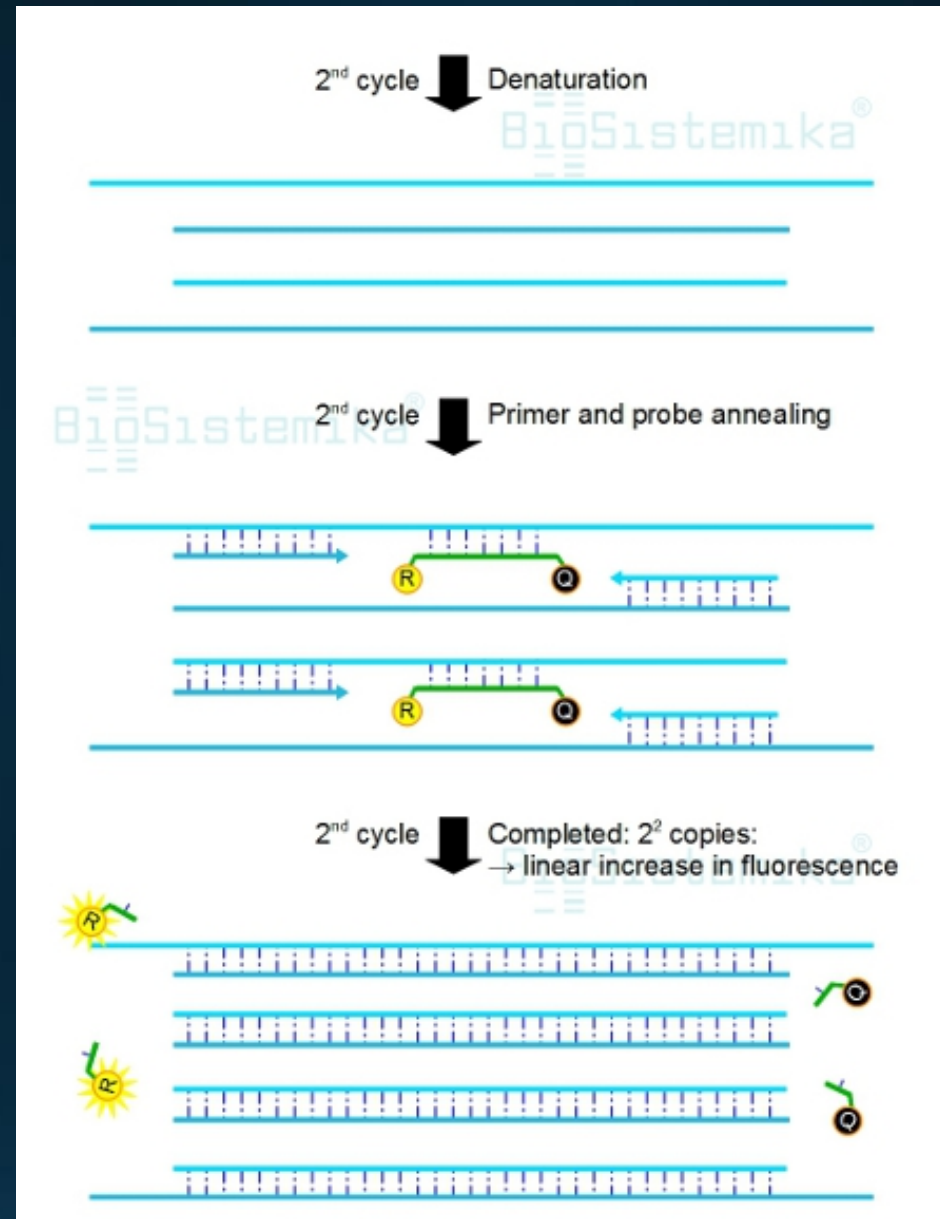 2nd cycle Denaturation
BioSistemika®
BioSistemika®
2nd cycle Primer and probe annealing
R Q
R Q
2nd cycle Completed: 2² copies:
→ linear increase in fluorescence
R
Q
R
Q